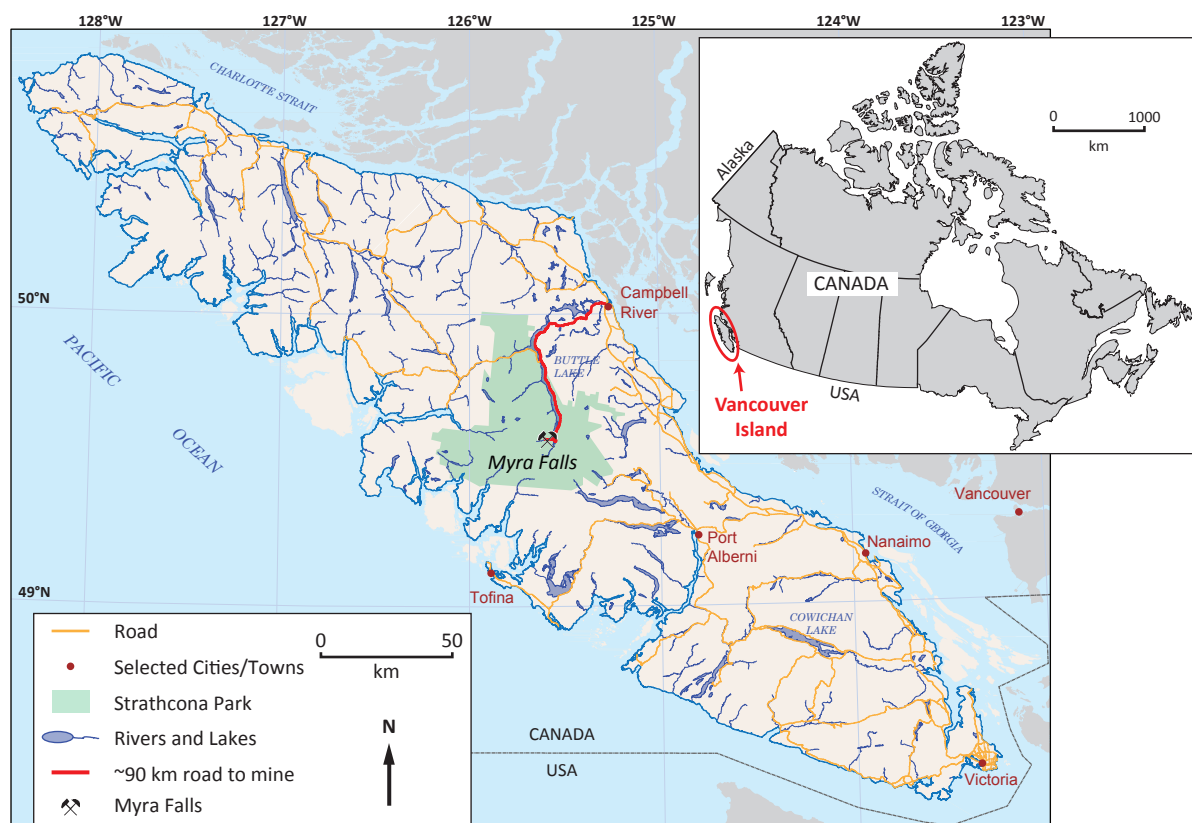 128°W
127°W
126°W
125°W
124°W
123°W
CHARLOTTE STRAIT
0
1000
km
Alaska
CANADA
USA
Vancouver
Island
50°N
Campbell
River
PACIFIC
OCEAN
BUTTLE
LAKE
Myra Falls
STRAIT OF GEORGIA
Vancouver
Port
Alberni
Nanaimo
49°N
Tofina
COWICHAN
LAKE
Road
0
50
km
Selected Cities/Towns
Strathcona Park
Rivers and Lakes
~90 km road to mine
Myra Falls
N
CANADA
USA
Victoria